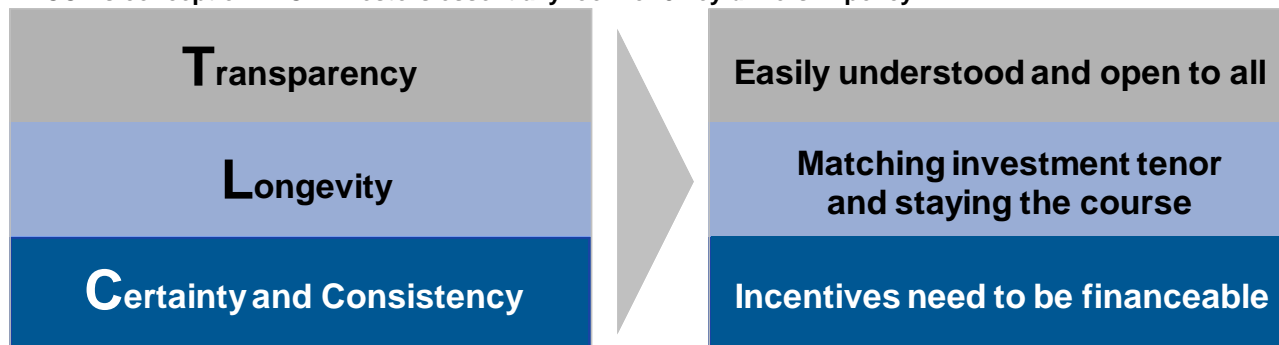 Transparency
Easily understood and open to all
Longevity
Matching investment tenor
and staying the course
Certainty and Consistency
Incentives need to be financeable